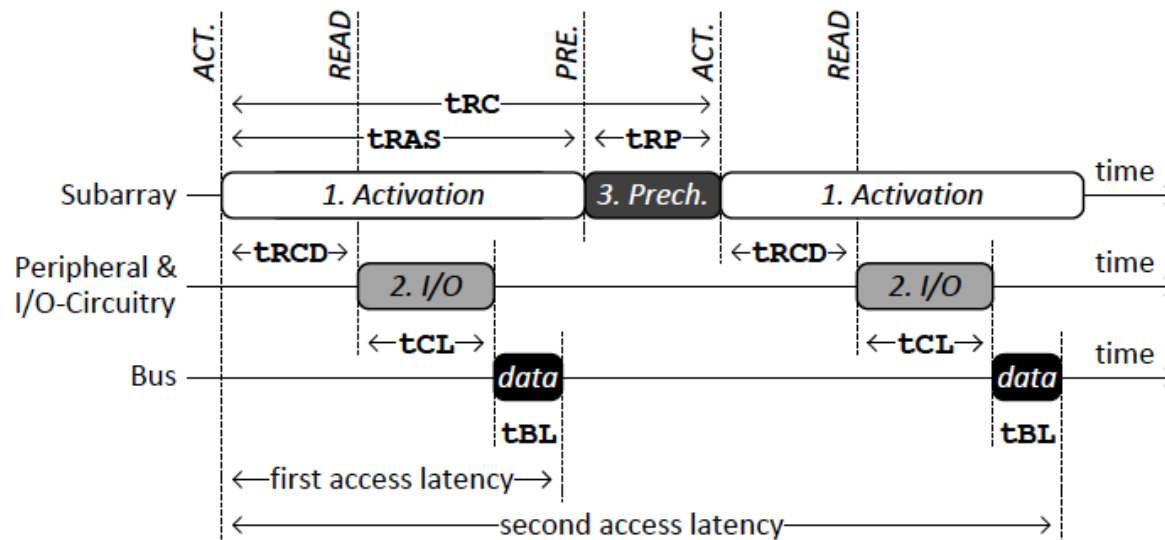 ACT.
READ
PRE.
ACT.
READ
tRC
tRAS
tRP
Subarray
1. Activation
3. Prech.
1. Activation
time
tRCD
tRCD
Peripheral &
I/O-Circuitry
2. I/O
2. I/O
time
tCL
tCL
Bus
data
data
time
tBL
tBL
first access latency
second access latency